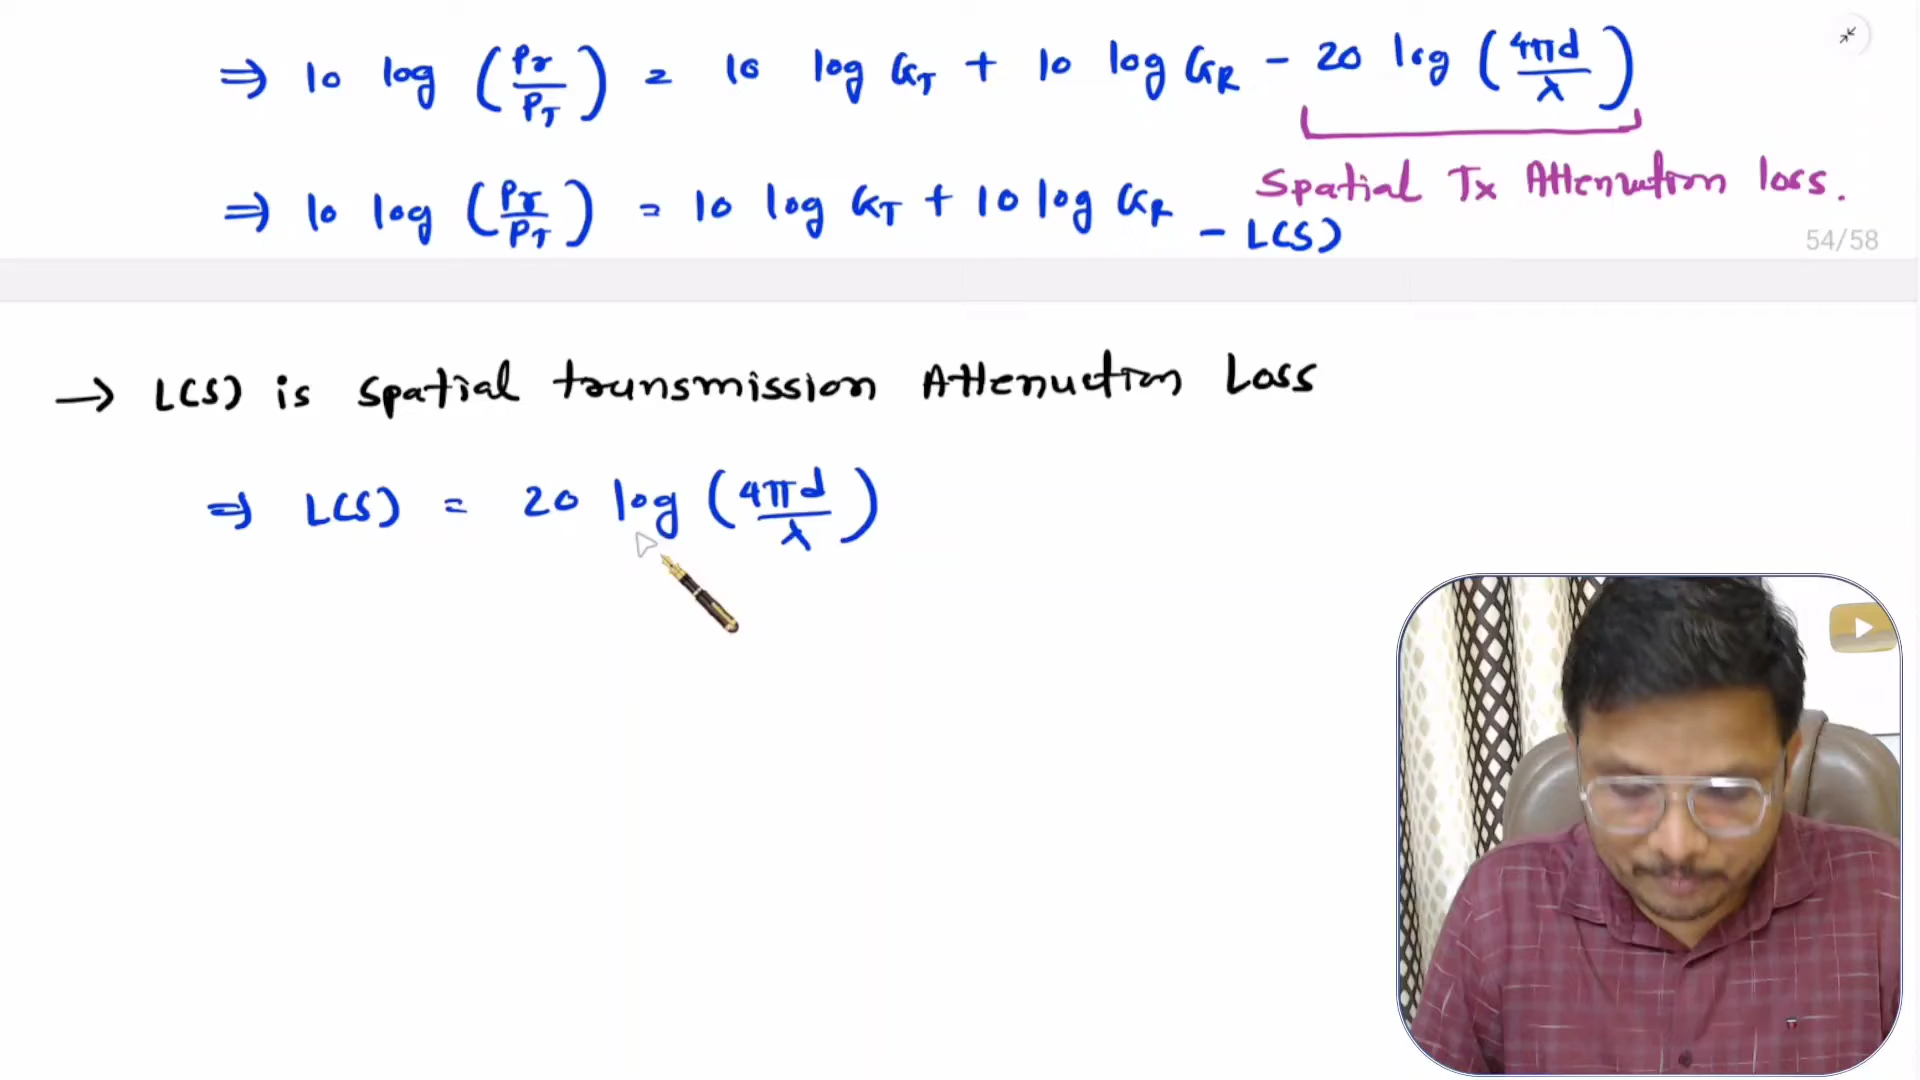 ⇒ 10 log (Pr/PT) = 10 log GT + 10 log GR - 20 log (4πd/λ)
Spatial Tx Attenuation loss.
⇒ 10 log (Pr/PT) = 10 log GT + 10 log GR - L(S)
54/58
→ L(S) is spatial transmission Attenuation Loss
⇒ L(S) = 20 log (4πd/λ)